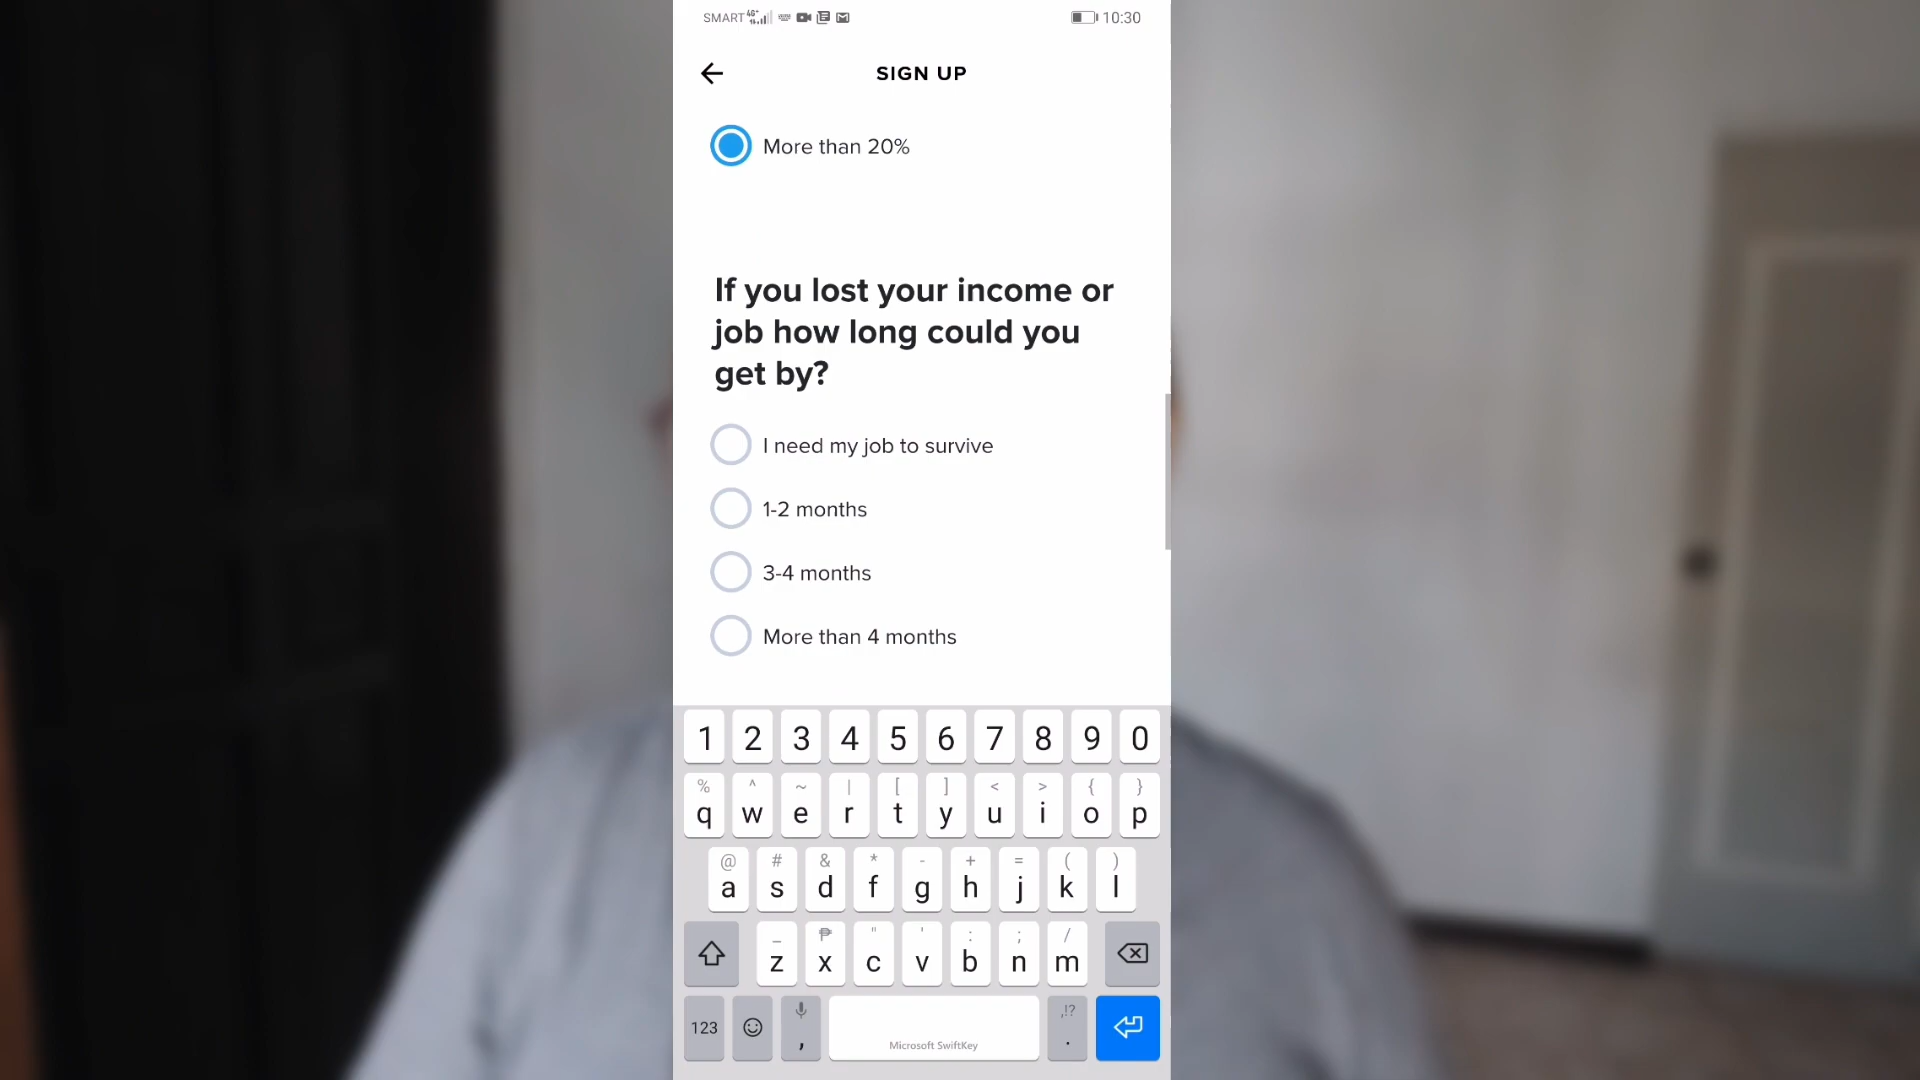 SMART 4G+ 10:30
SIGN UP
More than 20%
If you lost your income or
job how long could you
get by?
I need my job to survive
1-2 months
3-4 months
More than 4 months
1 2 3 4 5 6 7 8 9 0
% ^ ~ | [ ] < > { }
q w e r t y u i o p
@ # & * - + = ( )
a s d f g h j k l
_ ₱ " ' : ; /
z x c v b n m
123 , Microsoft SwiftKey ,!? .